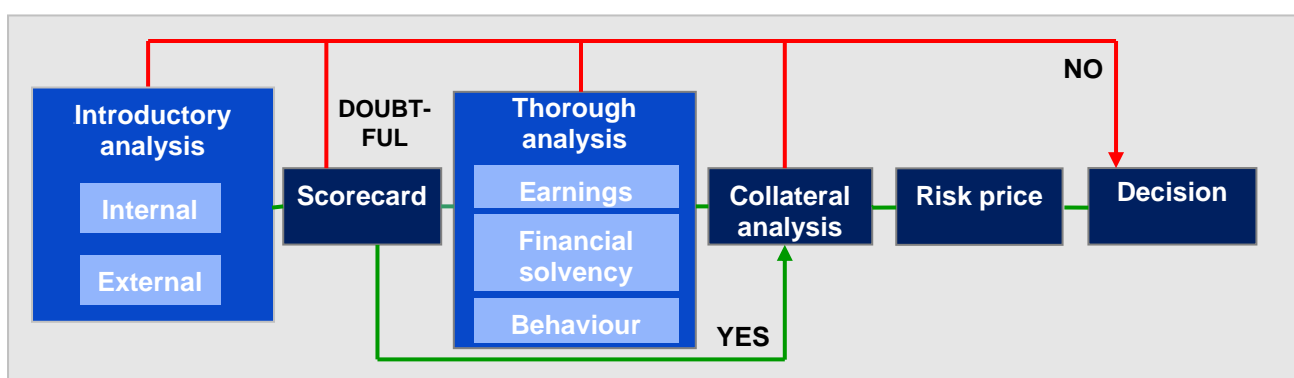 NO
Introductory
analysis
Internal
External
DOUBT-
FUL
Scorecard
Thorough
analysis
Earnings
Financial
solvency
Behaviour
YES
Collateral
analysis
Risk price
Decision